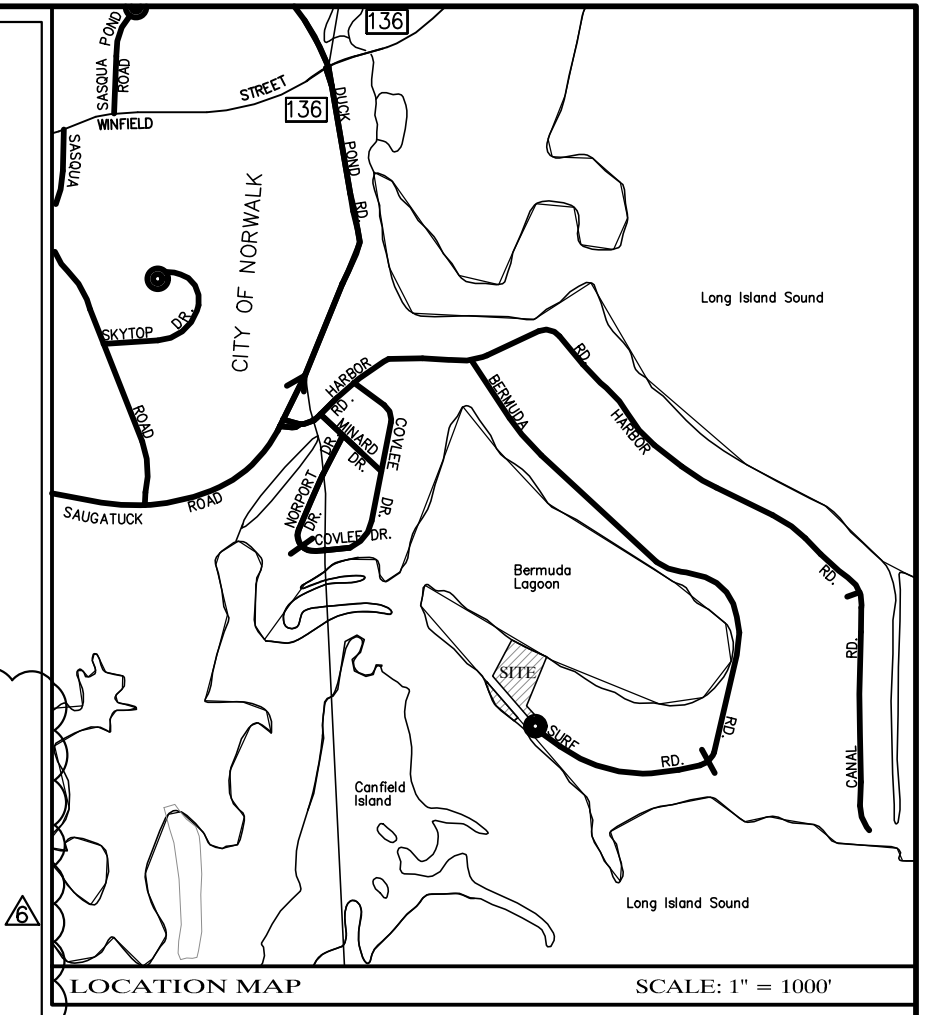 136
SASQUA POND
ROAD
STREET
136
WINFIELD
DUCK POND RD.
SASQUA
CITY OF NORWALK
Long Island Sound
SKYTOP DR.
ROAD
HARBOR
RD.
BERMUDA
RD.
HARBOR
MINARD
DR.
COVLEE
DR.
NORPORT
DR.
DR.
COVLEE DR.
SAUGATUCK ROAD
Bermuda
Lagoon
RD.
SITE
RD.
SURF RD.
RD.
CANAL
Canfield
Island
6
Long Island Sound
LOCATION MAP
SCALE: 1" = 1000'